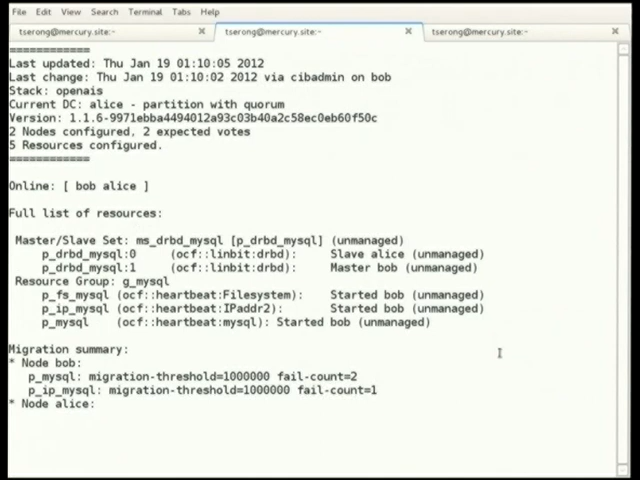 File Edit View Search Terminal Tabs Help
tserong@mercury.site:~ tserong@mercury.site:~ tserong@mercury.site:~
============
Last updated: Thu Jan 19 01:10:05 2012
Last change: Thu Jan 19 01:10:02 2012 via cibadmin on bob
Stack: openais
Current DC: alice - partition with quorum
Version: 1.1.6-9971ebba4494012a93c03b40a2c58ec0eb60f50c
2 Nodes configured, 2 expected votes
5 Resources configured.
============
Online: [ bob alice ]
Full list of resources:
Master/Slave Set: ms_drbd_mysql [p_drbd_mysql] (unmanaged)
p_drbd_mysql:0 (ocf::linbit:drbd): Slave alice (unmanaged)
p_drbd_mysql:1 (ocf::linbit:drbd): Master bob (unmanaged)
Resource Group: g_mysql
p_fs_mysql (ocf::heartbeat:Filesystem): Started bob (unmanaged)
p_ip_mysql (ocf::heartbeat:IPaddr2): Started bob (unmanaged)
p_mysql (ocf::heartbeat:mysql): Started bob (unmanaged)
Migration summary:
* Node bob:
p_mysql: migration-threshold=1000000 fail-count=2
p_ip_mysql: migration-threshold=1000000 fail-count=1
* Node alice: